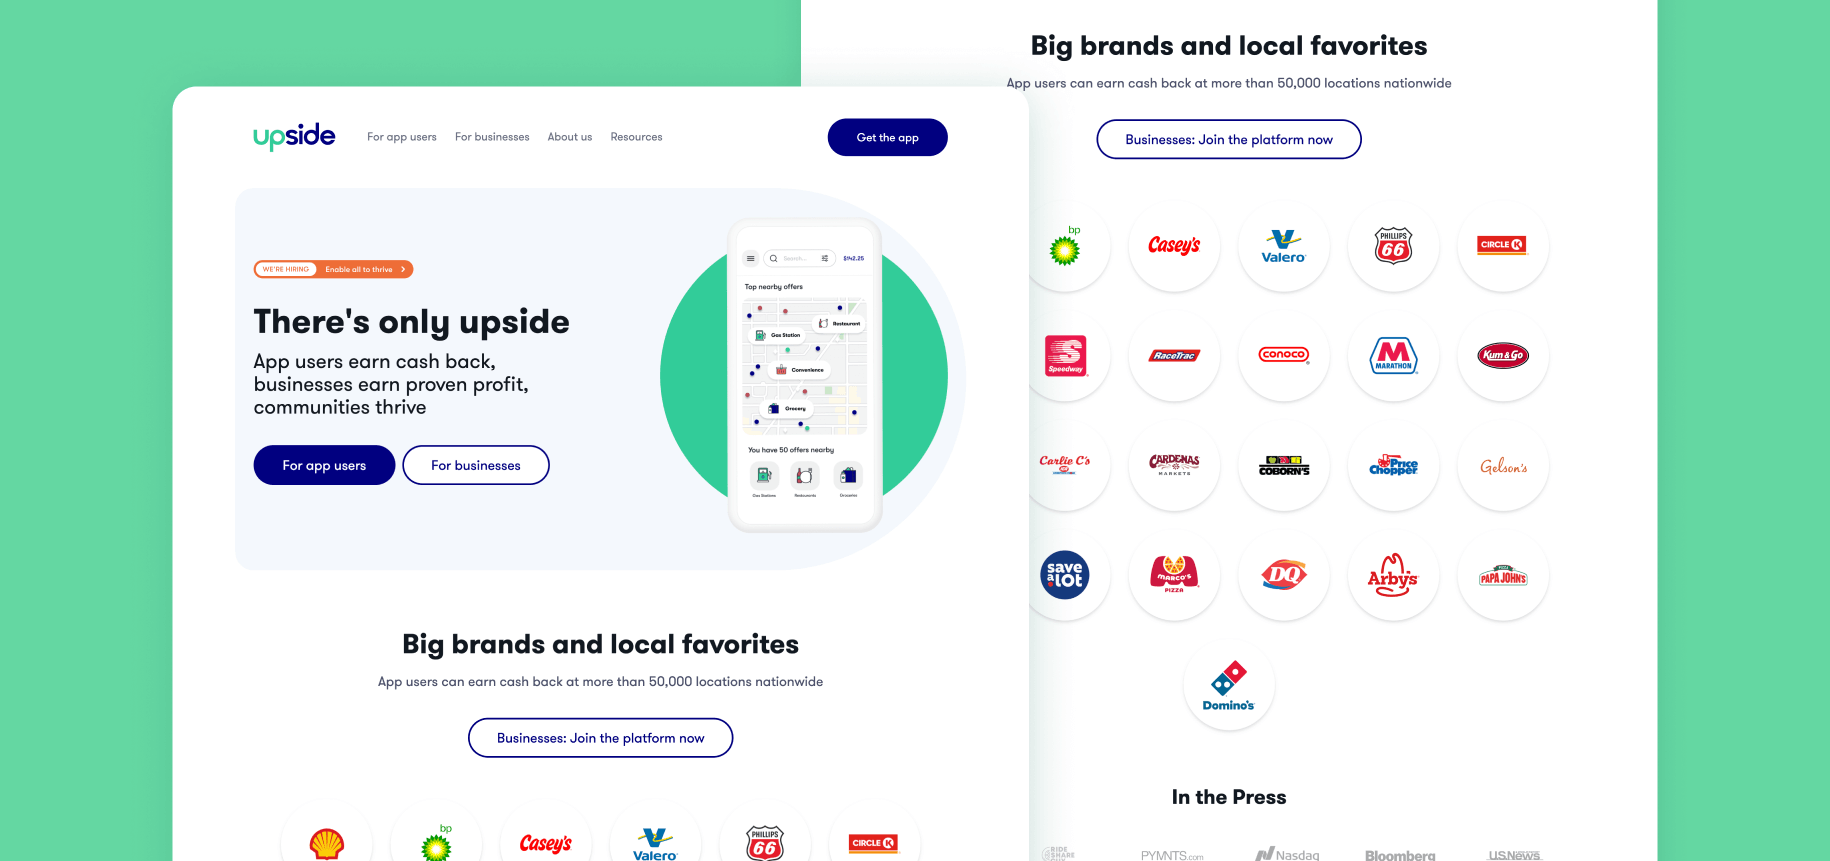 upside
For app users
For businesses
About us
Resources
Get the app
WE'RE HIRING
Enable all to thrive
There's only upside
App users earn cash back,
businesses earn proven profit,
communities thrive
For app users
For businesses
Search...
$142.25
Top nearby offers
Restaurant
Gas Station
Convenience
Grocery
You have 50 offers nearby
Gas Stations
Restaurants
Groceries
Big brands and local favorites
App users can earn cash back at more than 50,000 locations nationwide
Businesses: Join the platform now
bp
Casey's
Valero
PHILLIPS
66
CIRCLE K
Big brands and local favorites
App users can earn cash back at more than 50,000 locations nationwide
Businesses: Join the platform now
bp
Casey's
Valero
PHILLIPS
66
CIRCLE K
Speedway
RaceTrac
conoco
M
MARATHON
Kum & Go
Carlie C's
CARDENAS
MARKETS
COBORN'S
Price
Chopper
Gelson's
save
a lot
MARCO'S
PIZZA
DQ
Arby's
PIZZA
PAPA JOHN'S
Domino's
In the Press
RIDE
SHARE
PYMNTS.com
Nasdaq
Bloomberg
U.S.News